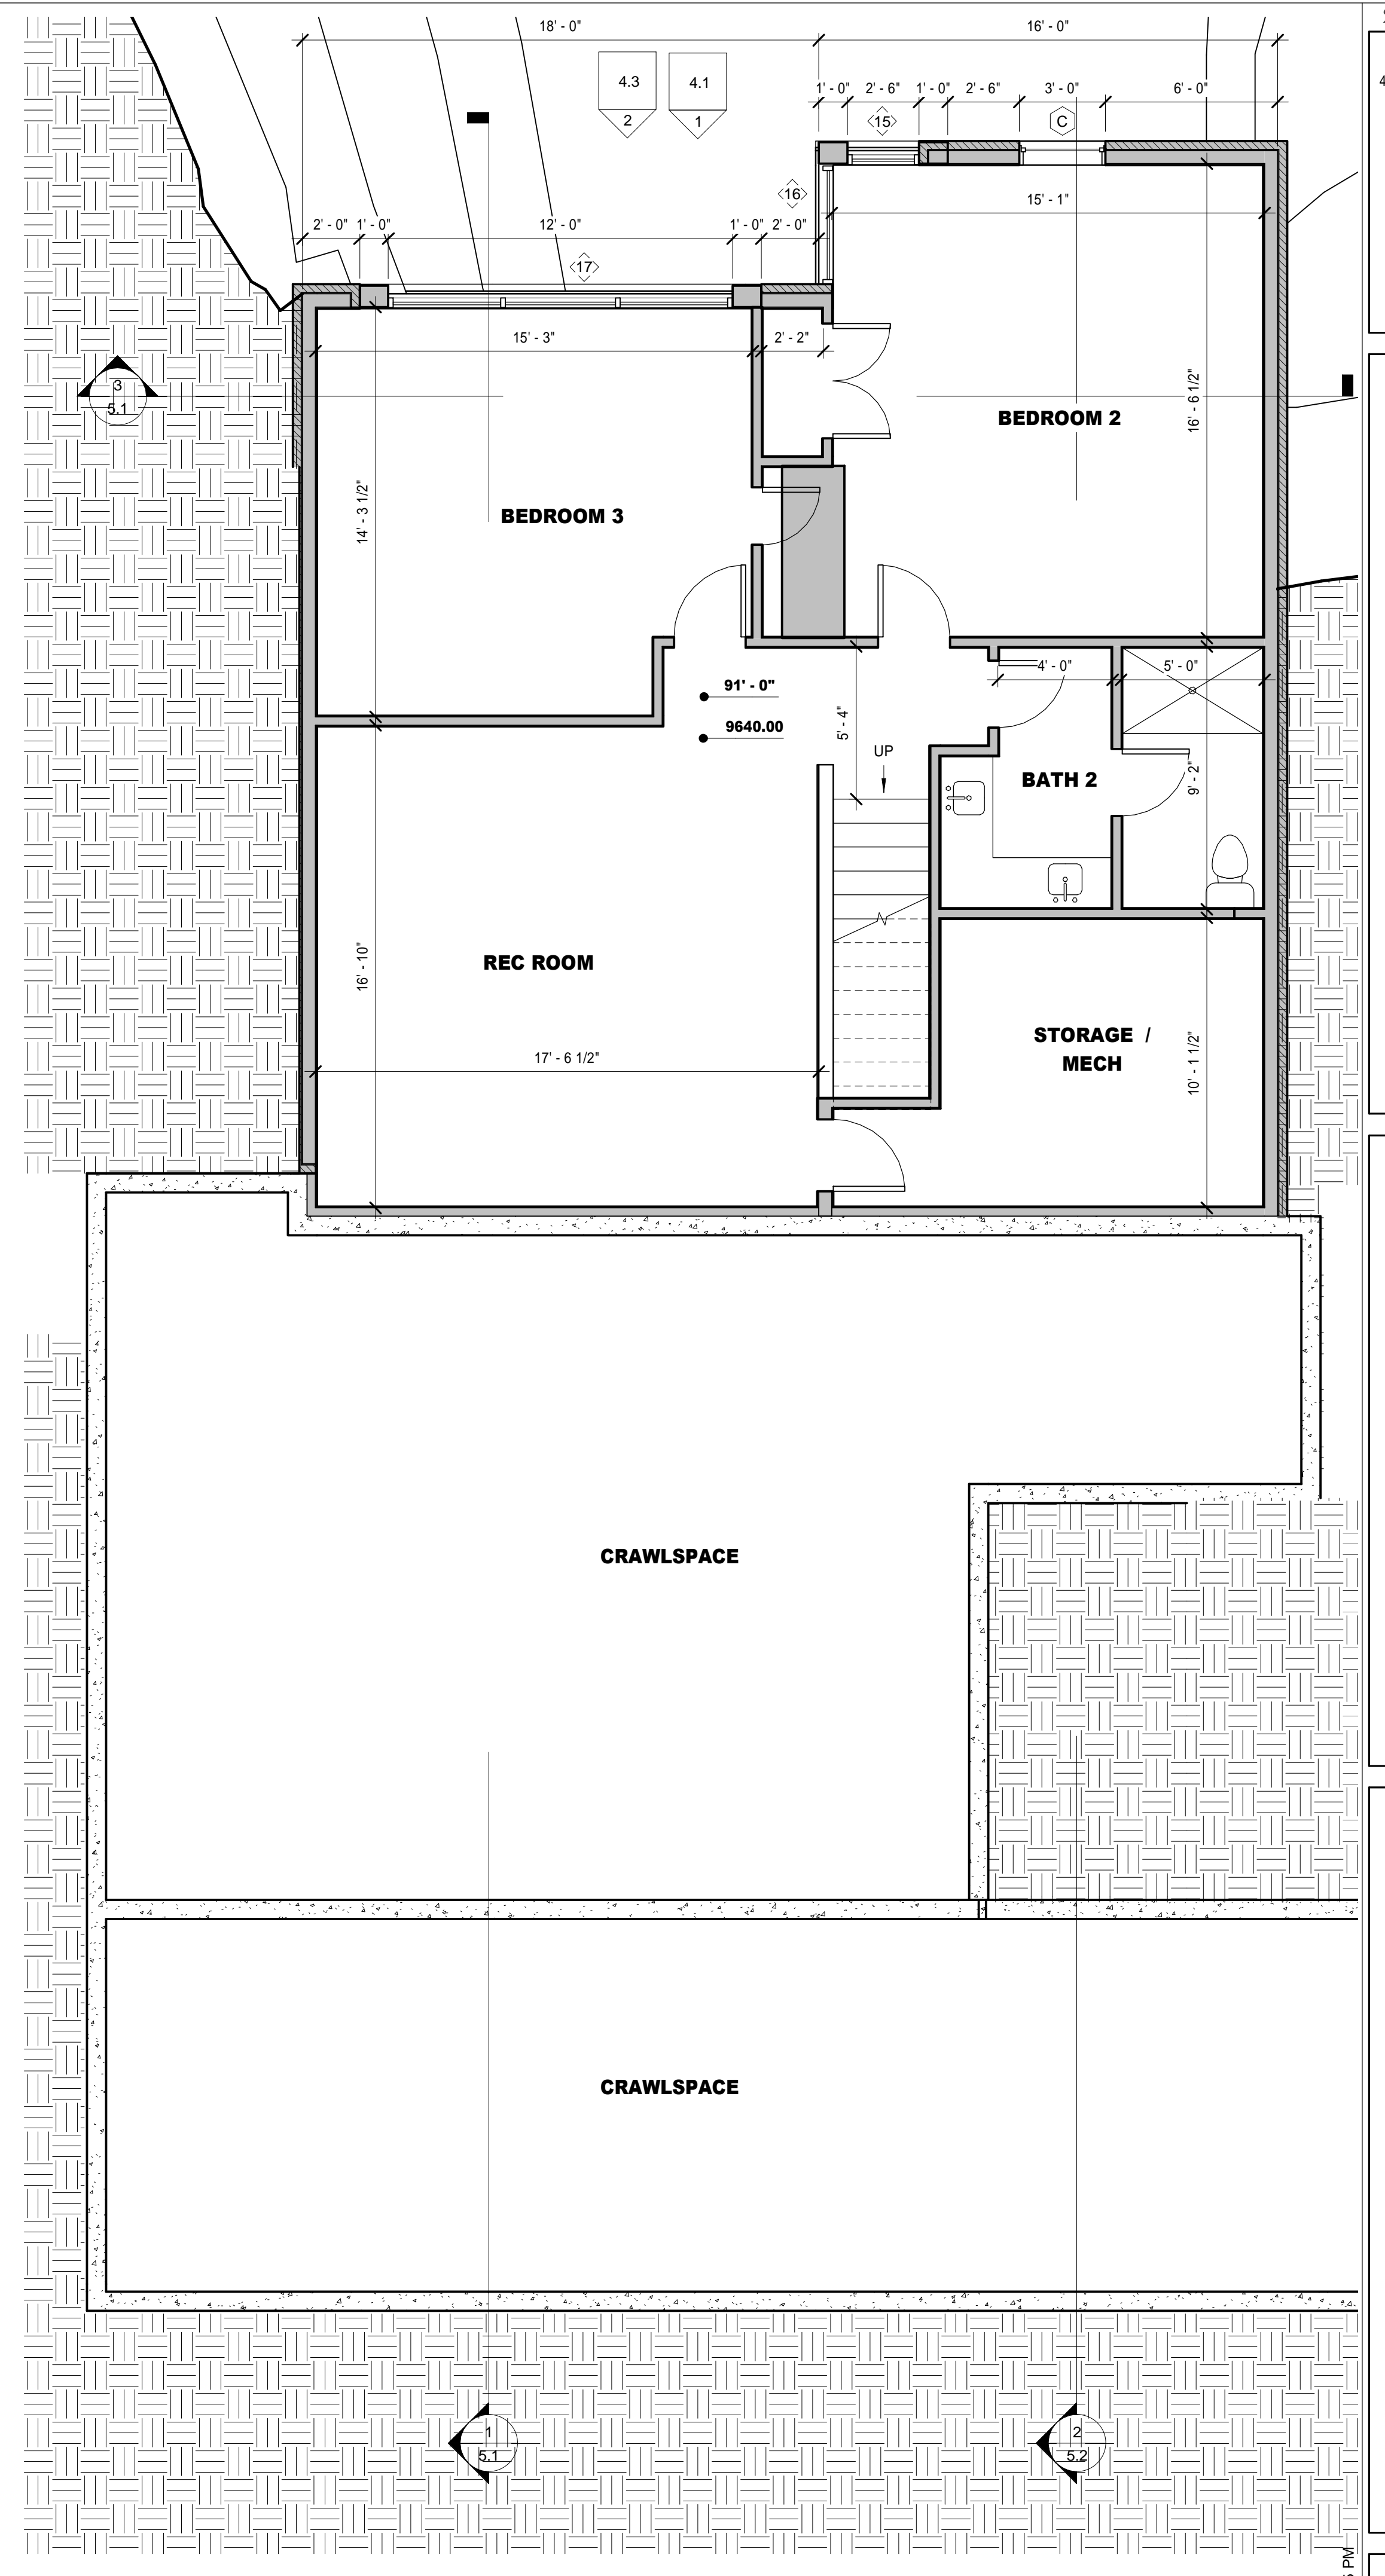 18' - 0"
16' - 0"
4.3
2
4.1
1
1' - 0"
2' - 6"
1' - 0"
2' - 6"
3' - 0"
6' - 0"
15
C
16
15' - 1"
2' - 0"
1' - 0"
12' - 0"
1' - 0"
2' - 0"
17
15' - 3"
2' - 2"
3
5.1
BEDROOM 2
16' - 6 1/2"
14' - 3 1/2"
BEDROOM 3
4' - 0"
5' - 0"
91' - 0"
9640.00
5' - 4"
UP
BATH 2
9' - 2"
REC ROOM
16' - 10"
STORAGE /
MECH
17' - 6 1/2"
10' - 1 1/2"
CRAWLSPACE
CRAWLSPACE
1
5.1
2
5.2
PM